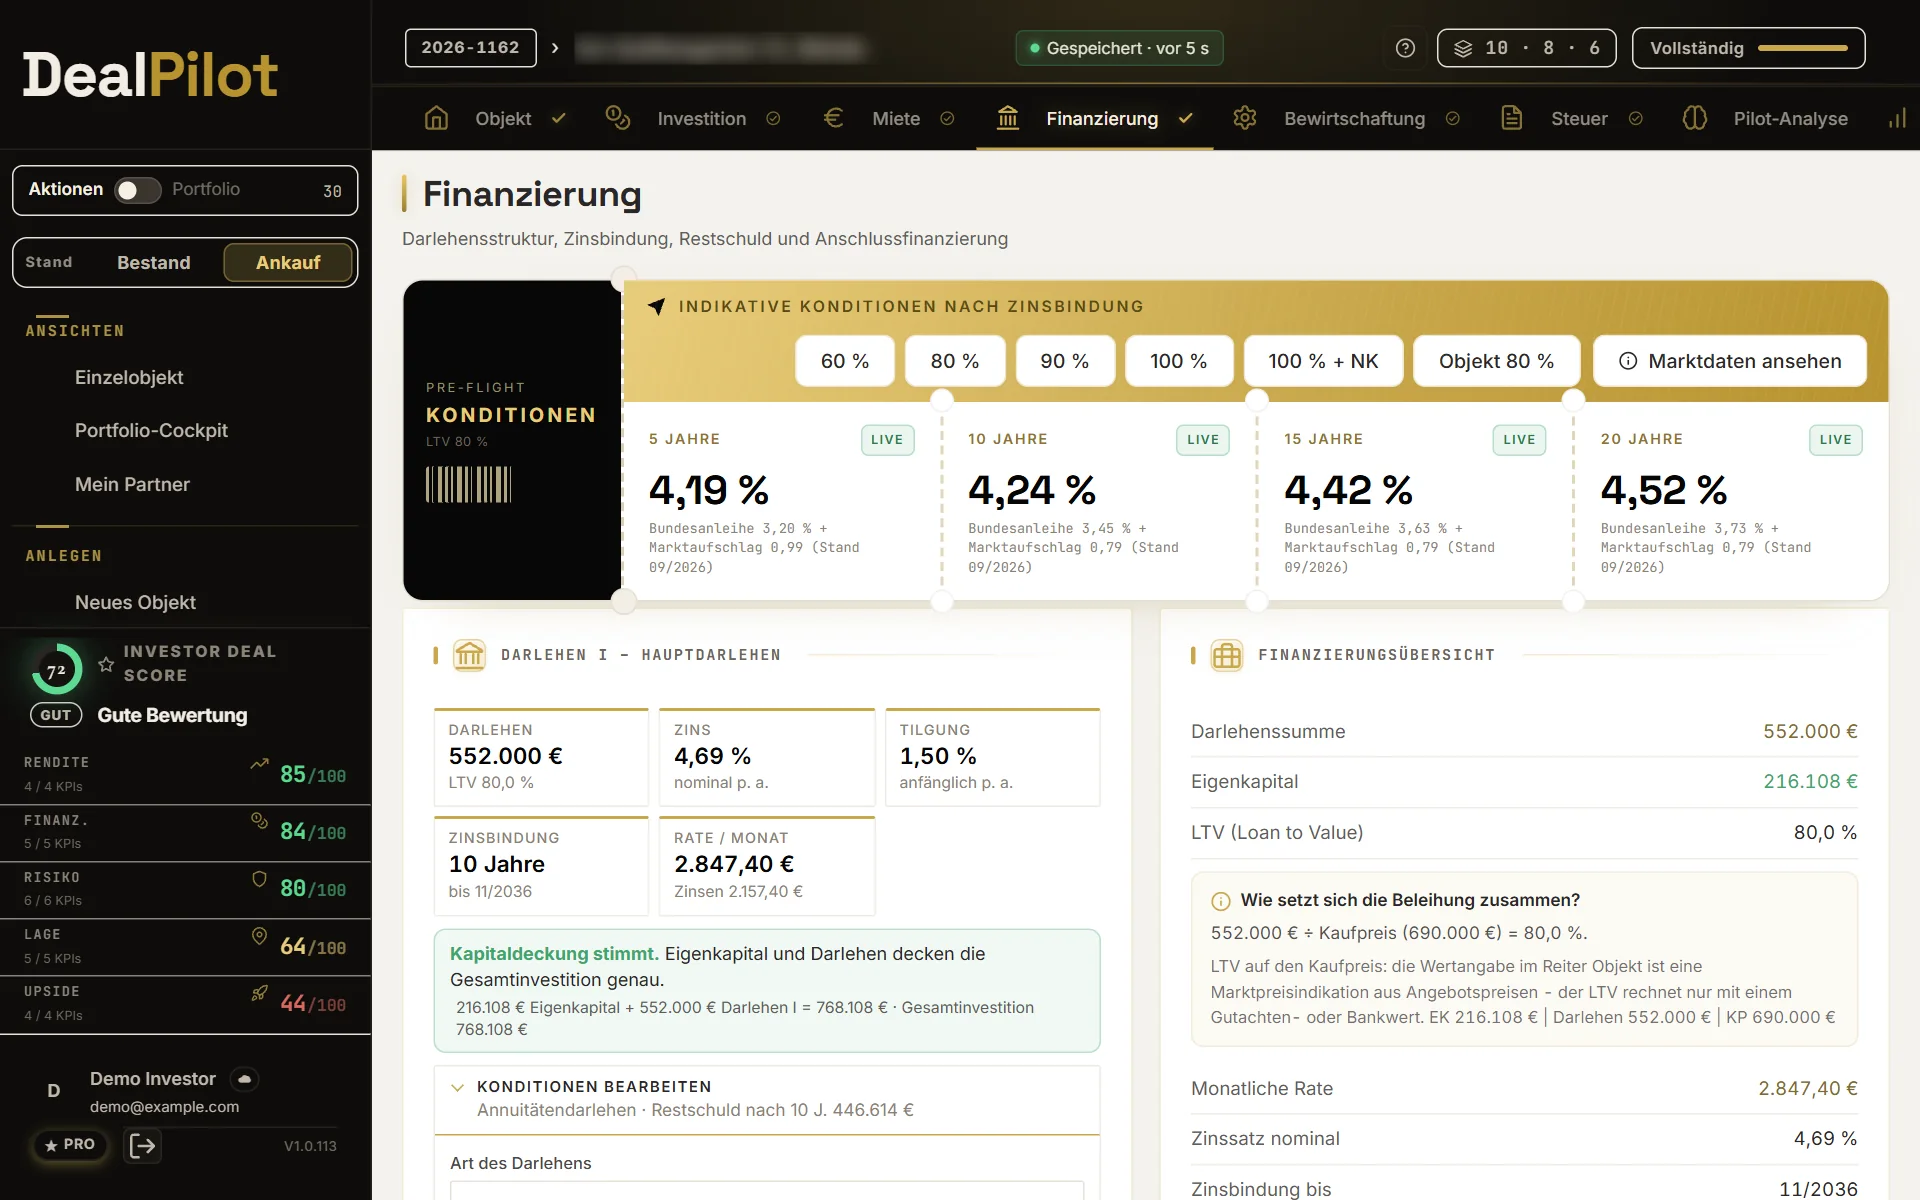 DealPilot
2026-1162
Gespeichert · vor 5 s
10 · 8 · 6
Vollständig
Objekt
Investition
Miete
Finanzierung
Bewirtschaftung
Steuer
Pilot-Analyse
Aktionen
Portfolio
30
Stand
Bestand
Ankauf
ANSICHTEN
Einzelobjekt
Portfolio-Cockpit
Mein Partner
ANLEGEN
Neues Objekt
72
INVESTOR DEAL
SCORE
GUT
Gute Bewertung
RENDITE
4 / 4 KPIs
85/100
FINANZ.
5 / 5 KPIs
84/100
RISIKO
6 / 6 KPIs
80/100
LAGE
5 / 5 KPIs
64/100
UPSIDE
4 / 4 KPIs
44/100
D
Demo Investor
demo@example.com
PRO
V1.0.113
Finanzierung
Darlehensstruktur, Zinsbindung, Restschuld und Anschlussfinanzierung
PRE-FLIGHT
KONDITIONEN
LTV 80 %
INDIKATIVE KONDITIONEN NACH ZINSBINDUNG
60 %
80 %
90 %
100 %
100 % + NK
Objekt 80 %
Marktdaten ansehen
5 JAHRE
LIVE
4,19 %
Bundesanleihe 3,20 % +
Marktaufschlag 0,99 (Stand
09/2026)
10 JAHRE
LIVE
4,24 %
Bundesanleihe 3,45 % +
Marktaufschlag 0,79 (Stand
09/2026)
15 JAHRE
LIVE
4,42 %
Bundesanleihe 3,63 % +
Marktaufschlag 0,79 (Stand
09/2026)
20 JAHRE
LIVE
4,52 %
Bundesanleihe 3,73 % +
Marktaufschlag 0,79 (Stand
09/2026)
DARLEHEN I – HAUPTDARLEHEN
DARLEHEN
552.000 €
LTV 80,0 %
ZINS
4,69 %
nominal p. a.
TILGUNG
1,50 %
anfänglich p. a.
ZINSBINDUNG
10 Jahre
bis 11/2036
RATE / MONAT
2.847,40 €
Zinsen 2.157,40 €
Kapitaldeckung stimmt. Eigenkapital und Darlehen decken die
Gesamtinvestition genau.
216.108 € Eigenkapital + 552.000 € Darlehen I = 768.108 € · Gesamtinvestition
768.108 €
KONDITIONEN BEARBEITEN
Annuitätendarlehen · Restschuld nach 10 J. 446.614 €
Art des Darlehens
FINANZIERUNGSÜBERSICHT
Darlehenssumme
552.000 €
Eigenkapital
216.108 €
LTV (Loan to Value)
80,0 %
Wie setzt sich die Beleihung zusammen?
552.000 € ÷ Kaufpreis (690.000 €) = 80,0 %.
LTV auf den Kaufpreis: die Wertangabe im Reiter Objekt ist eine
Marktpreisindikation aus Angebotspreisen - der LTV rechnet nur mit einem
Gutachten- oder Bankwert. EK 216.108 € | Darlehen 552.000 € | KP 690.000 €
Monatliche Rate
2.847,40 €
Zinssatz nominal
4,69 %
Zinsbindung bis
11/2036